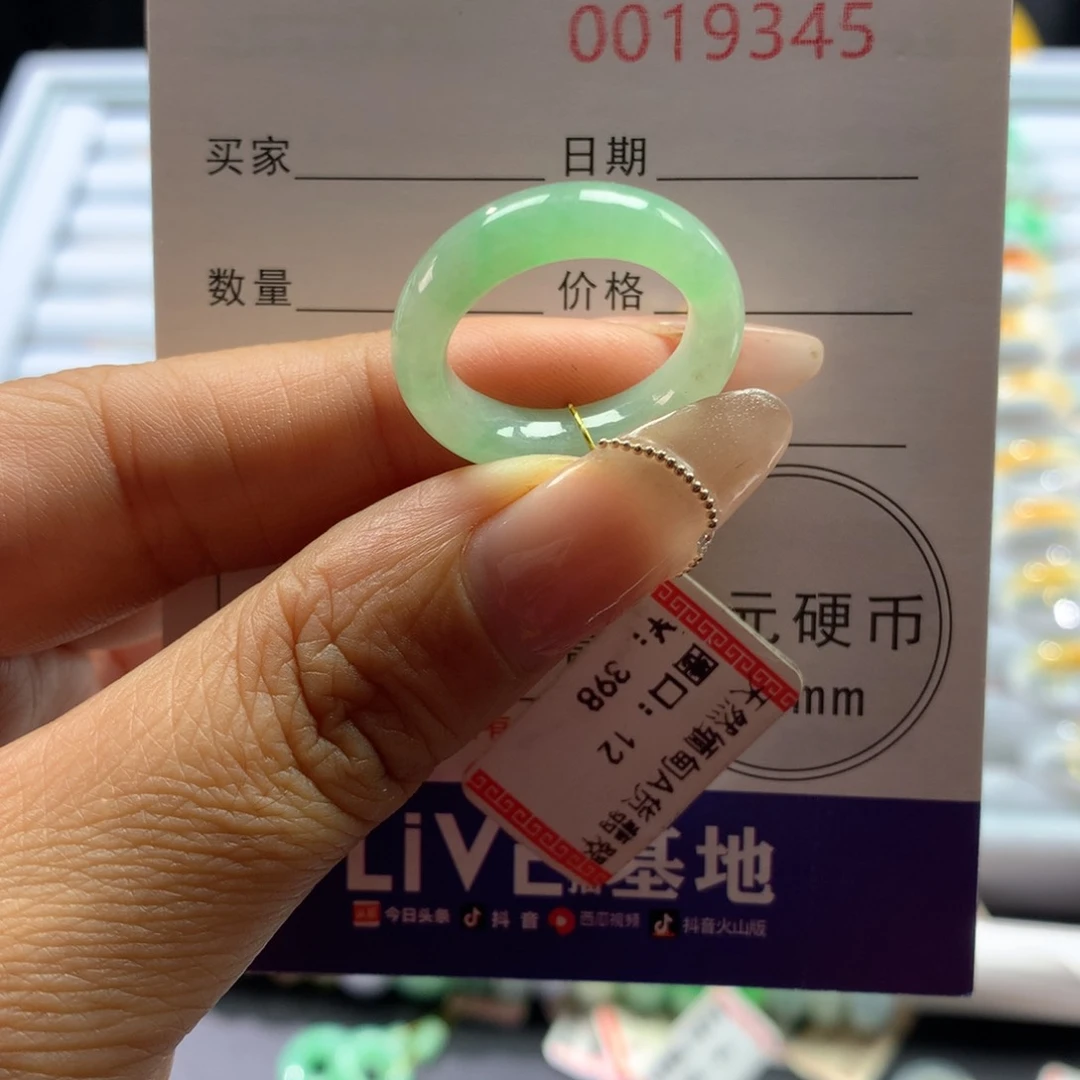 0019345
买家 日期
数量 价格
元硬币
mm
天然缅甸A货翡翠
圈口: 12
398
LiVE 基地
今日头条 抖音 西瓜视频 抖音火山版